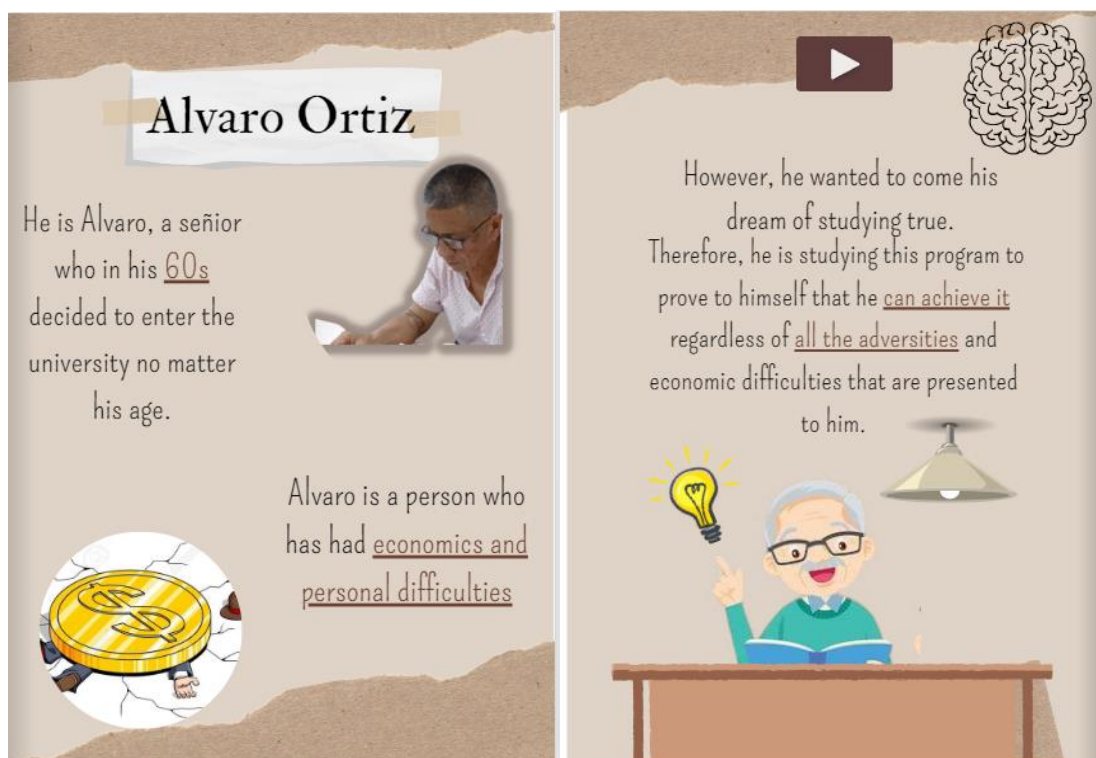 Alvaro Ortiz
He is Alvaro, a señior
who in his 60s
decided to enter the
university no matter
his age.
Alvaro is a person who
has had economics and
personal difficulties
However, he wanted to come his
dream of studying true.
Therefore, he is studying this program to
prove to himself that he can achieve it
regardless of all the adversities and
economic difficulties that are presented
to him.